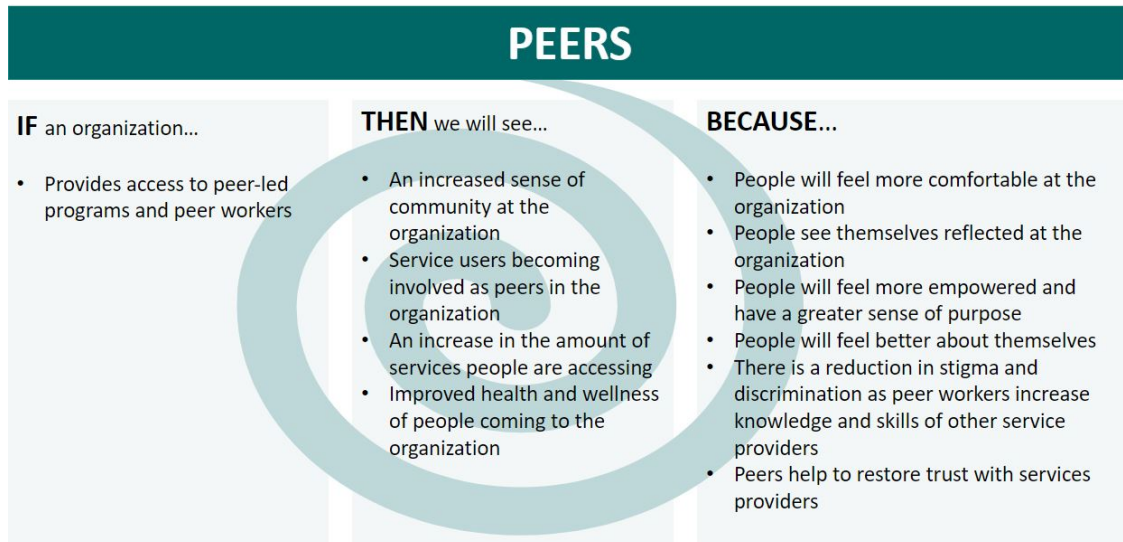 PEERS
IF an organization...
• Provides access to peer-led
programs and peer workers
THEN we will see...
• An increased sense of
community at the
organization
• Service users becoming
involved as peers in the
organization
• An increase in the amount of
services people are accessing
• Improved health and wellness
of people coming to the
organization
BECAUSE...
• People will feel more comfortable at the
organization
• People see themselves reflected at the
organization
• People will feel more empowered and
have a greater sense of purpose
• People will feel better about themselves
• There is a reduction in stigma and
discrimination as peer workers increase
knowledge and skills of other service
providers
• Peers help to restore trust with services
providers